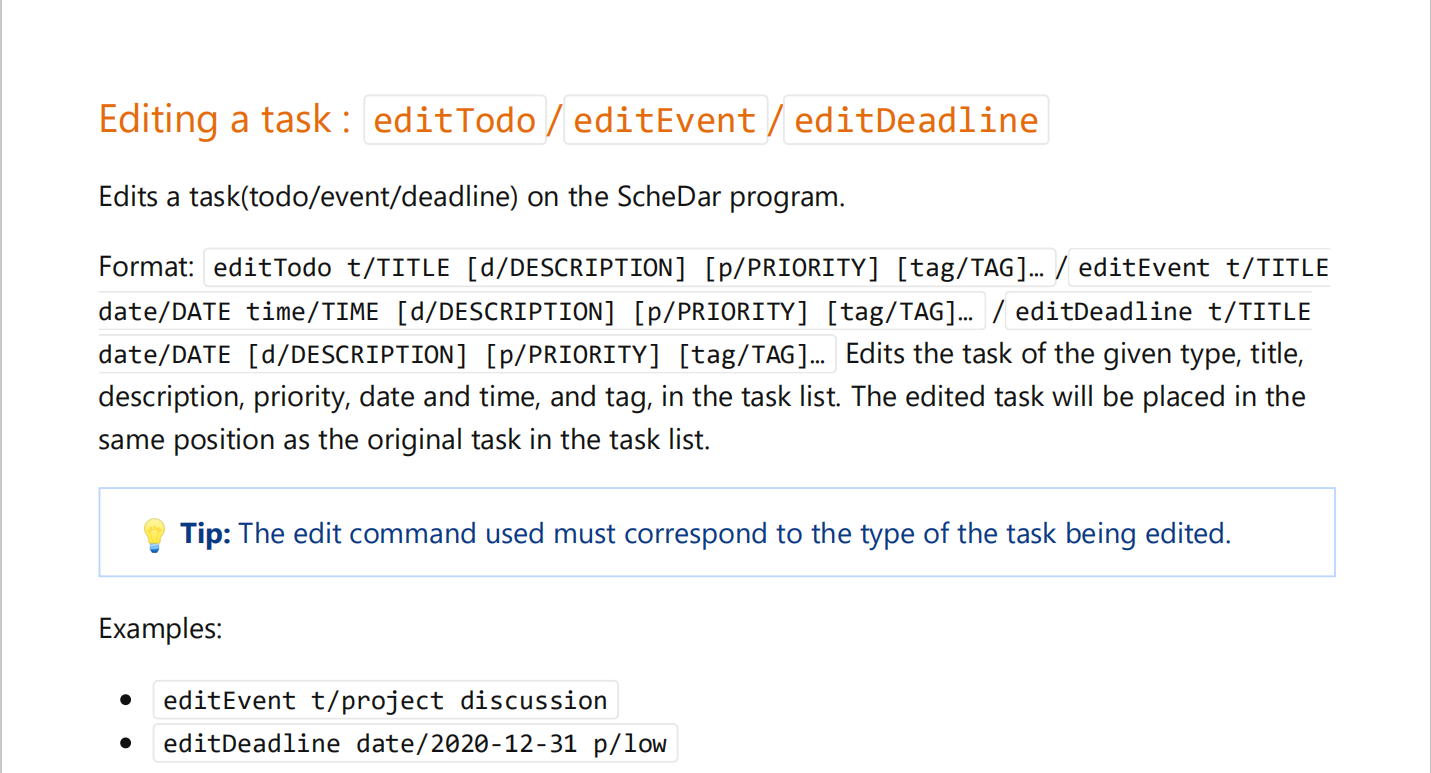 Editing a task : editTodo/editEvent/editDeadline
Edits a task(todo/event/deadline) on the ScheDar program.
Format: editTodo t/TITLE [d/DESCRIPTION] [p/PRIORITY] [tag/TAG]… / editEvent t/TITLE
date/DATE time/TIME [d/DESCRIPTION] [p/PRIORITY] [tag/TAG]… / editDeadline t/TITLE
date/DATE [d/DESCRIPTION] [p/PRIORITY] [tag/TAG]… Edits the task of the given type, title,
description, priority, date and time, and tag, in the task list. The edited task will be placed in the
same position as the original task in the task list.
💡 Tip: The edit command used must correspond to the type of the task being edited.
Examples:
• editEvent t/project discussion
• editDeadline date/2020-12-31 p/low